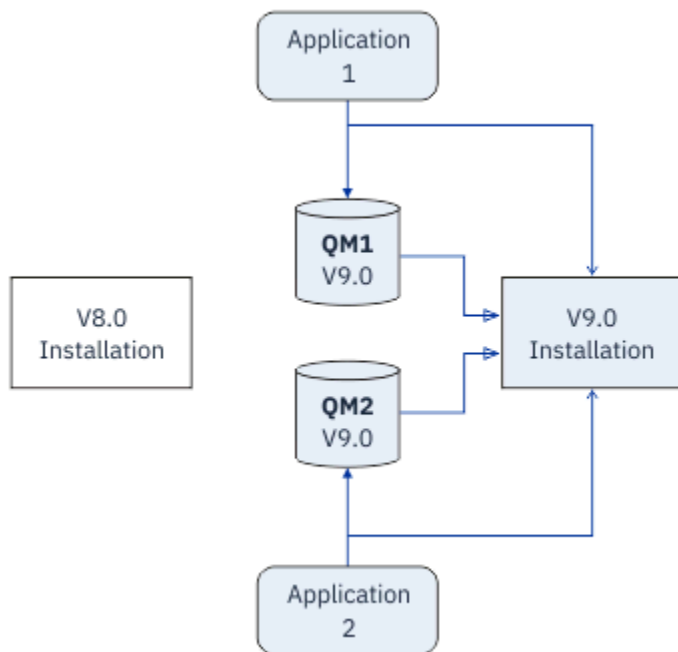 Application
1
QM1
V9.0
V8.0
Installation
V9.0
Installation
QM2
V9.0
Application
2